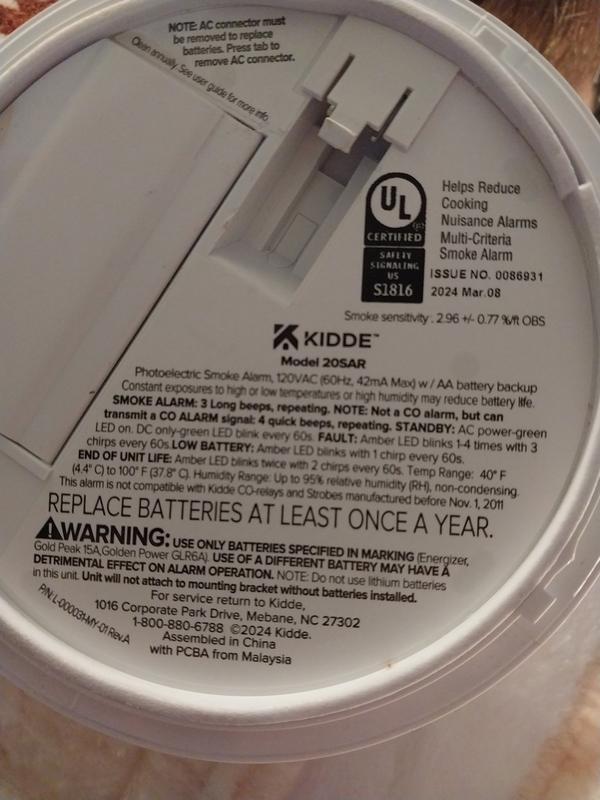 NOTE: AC connector must
be removed to replace
batteries. Press tab to
remove AC connector.
Clean annually. See user guide for more info.
UL
CERTIFIED
SAFETY
SIGNALING
US
S1816
Helps Reduce
Cooking
Nuisance Alarms
Multi-Criteria
Smoke Alarm
ISSUE NO. 0086931
2024 Mar.08
Smoke sensitivity : 2.96 +/- 0.77 %/ft OBS
KIDDE™
Model 20SAR
Photoelectric Smoke Alarm, 120VAC (60Hz, 42mA Max) w/ AA battery backup
Constant exposures to high or low temperatures or high humidity may reduce battery life.
SMOKE ALARM: 3 Long beeps, repeating. NOTE: Not a CO alarm, but can
transmit a CO ALARM signal: 4 quick beeps, repeating. STANDBY: AC power-green
LED on. DC only-green LED blink every 60s. FAULT: Amber LED blinks 1-4 times with 3
chirps every 60s. LOW BATTERY: Amber LED blinks with 1 chirp every 60s.
END OF UNIT LIFE: Amber LED blinks twice with 2 chirps every 60s. Temp Range: 40° F
(4.4° C) to 100° F (37.8° C). Humidity Range: Up to 95% relative humidity (RH), non-condensing.
This alarm is not compatible with Kidde CO-relays and Strobes manufactured before Nov. 1, 2011
REPLACE BATTERIES AT LEAST ONCE A YEAR.
WARNING: USE ONLY BATTERIES SPECIFIED IN MARKING (Energizer,
Gold Peak 15A,Golden Power GLR6A). USE OF A DIFFERENT BATTERY MAY HAVE A
DETRIMENTAL EFFECT ON ALARM OPERATION. NOTE: Do not use lithium batteries
in this unit. Unit will not attach to mounting bracket without batteries installed.
For service return to Kidde,
1016 Corporate Park Drive, Mebane, NC 27302
1-800-880-6788 ©2024 Kidde.
Assembled in China
with PCBA from Malaysia
P/N: L-00003H-MY-01 Rev.A